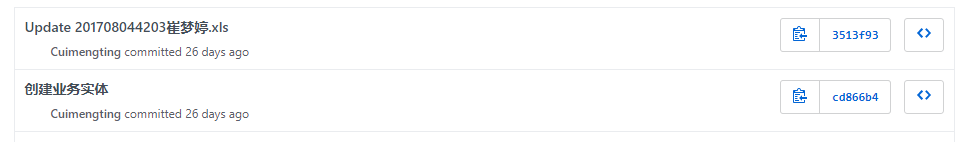 Update 201708044203崔梦婷.xls
Cuimengting committed 26 days ago
3513f93
创建业务实体
Cuimengting committed 26 days ago
cd866b4